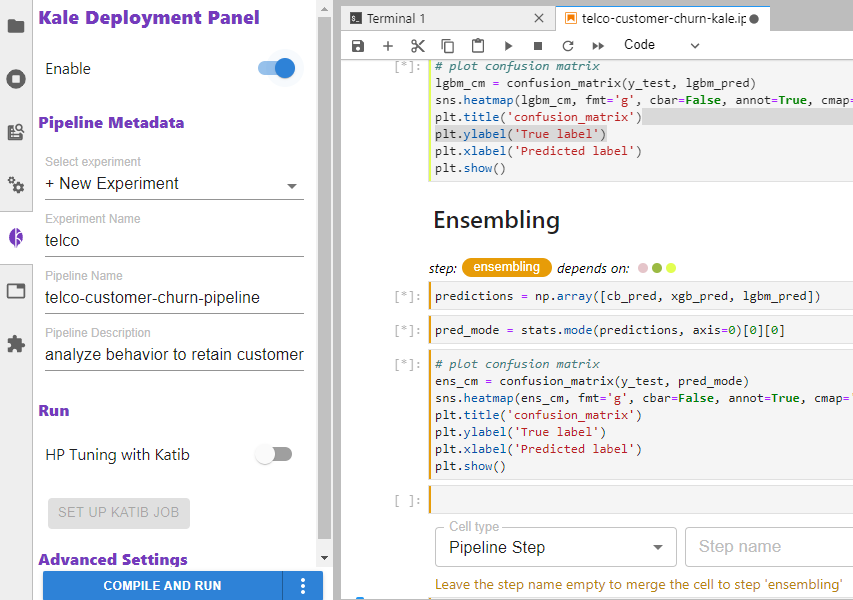 Kale Deployment Panel
Enable
Pipeline Metadata
Select experiment
+ New Experiment
Experiment Name
telco
Pipeline Name
telco-customer-churn-pipeline
Pipeline Description
analyze behavior to retain customer
Run
HP Tuning with Katib
SET UP KATIB JOB
Advanced Settings
COMPILE AND RUN
Terminal 1
telco-customer-churn-kale.ip
Code
[*]:
# plot confusion matrix
lgbm_cm = confusion_matrix(y_test, lgbm_pred)
sns.heatmap(lgbm_cm, fmt='g', cbar=False, annot=True, cmap=
plt.title('confusion_matrix')
plt.ylabel('True label')
plt.xlabel('Predicted label')
plt.show()
Ensembling
step: ensembling depends on:
[*]: predictions = np.array([cb_pred, xgb_pred, lgbm_pred])
[*]: pred_mode = stats.mode(predictions, axis=0)[0][0]
[*]: # plot confusion matrix
ens_cm = confusion_matrix(y_test, pred_mode)
sns.heatmap(ens_cm, fmt='g', cbar=False, annot=True, cmap='
plt.title('confusion_matrix')
plt.ylabel('True label')
plt.xlabel('Predicted label')
plt.show()
[ ]:
Cell type
Pipeline Step
Step name
Leave the step name empty to merge the cell to step 'ensembling'